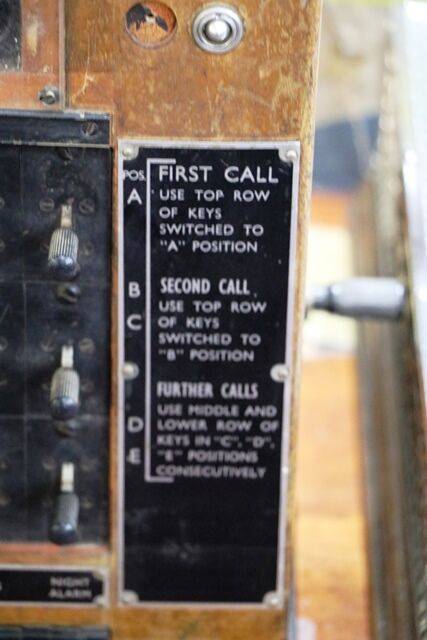 POS. FIRST CALL
A USE TOP ROW
OF KEYS
SWITCHED TO
"A" POSITION
B SECOND CALL
USE TOP ROW
C OF KEYS
SWITCHED TO
"B" POSITION
FURTHER CALLS
USE MIDDLE AND
D LOWER ROW OF
KEYS IN "C", "D",
E "E" POSITIONS
CONSECUTIVELY
NIGHT
ALARM